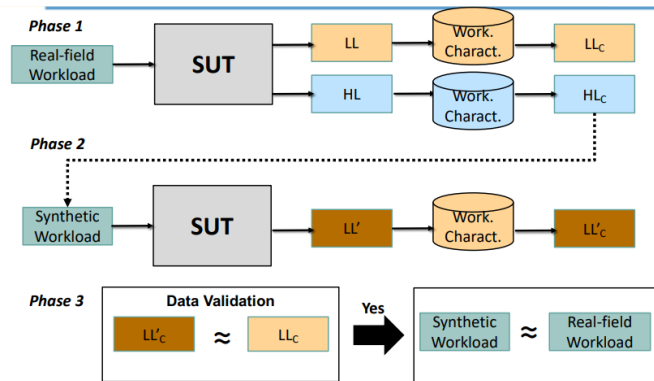 Phase 1
Real-field
Workload
SUT
LL
Work.
Charact.
LLC
HL
Work.
Charact.
HLC
Phase 2
Synthetic
Workload
SUT
LL'
Work.
Charact.
LL'C
Phase 3
Data Validation
LL'C
≈
LLC
Yes
Synthetic
Workload
≈
Real-field
Workload